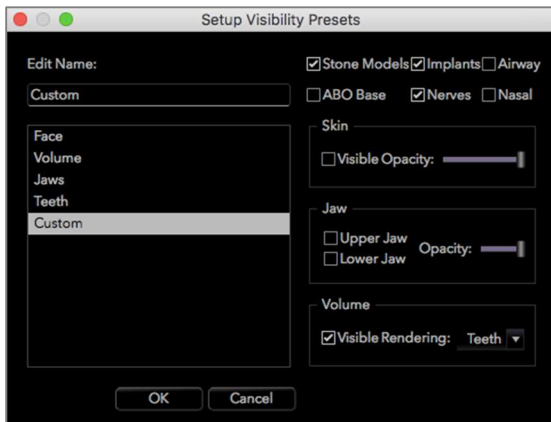 Setup Visibility Presets
Edit Name:
Custom
Face
Volume
Jaws
Teeth
Custom
Stone Models Implants Airway
ABO Base Nerves Nasal
Skin
Visible Opacity:
Jaw
Upper Jaw
Lower Jaw
Opacity:
Volume
Visible Rendering: Teeth
OK Cancel